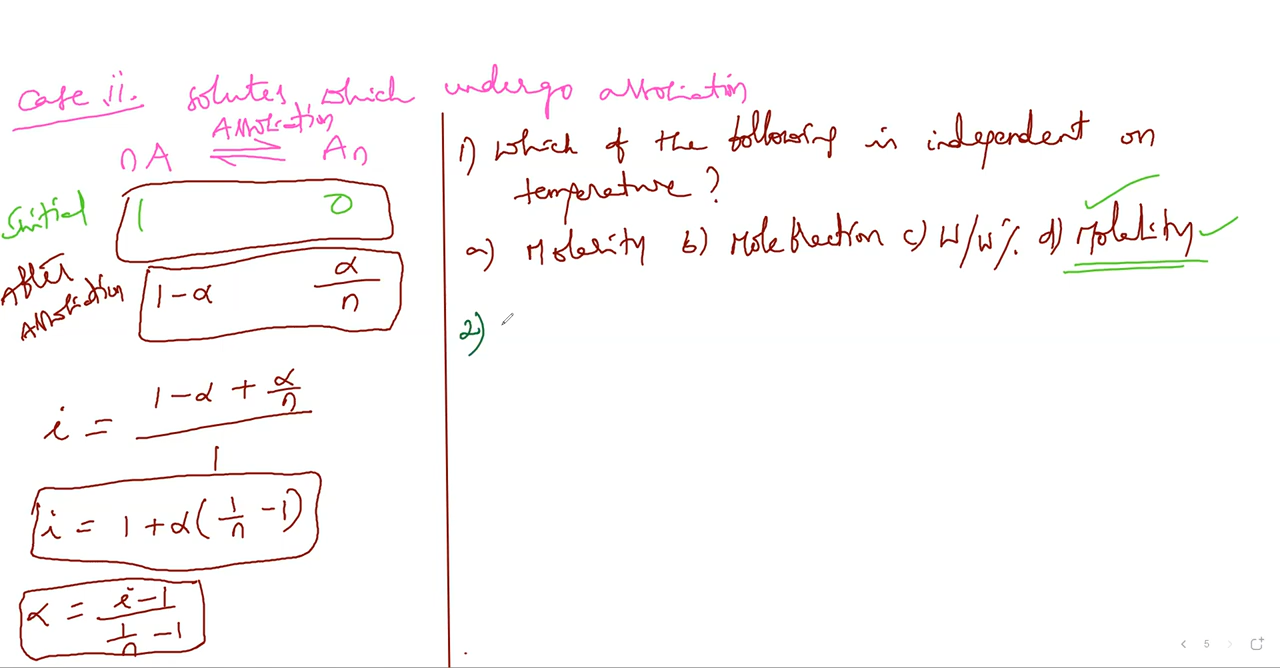 Case ii. Solutes which undergo association
Association
nA ⇌ An
Initial 1 0
After Association 1-α α/n
i = (1-α + α/n) / 1
i = 1+α(1/n -1)
α = (i-1) / (1/n -1)
1) Which of the following is independent on
temperature?
a) Molarity b) Mole fraction c) W/W% d) Molality
2)
5